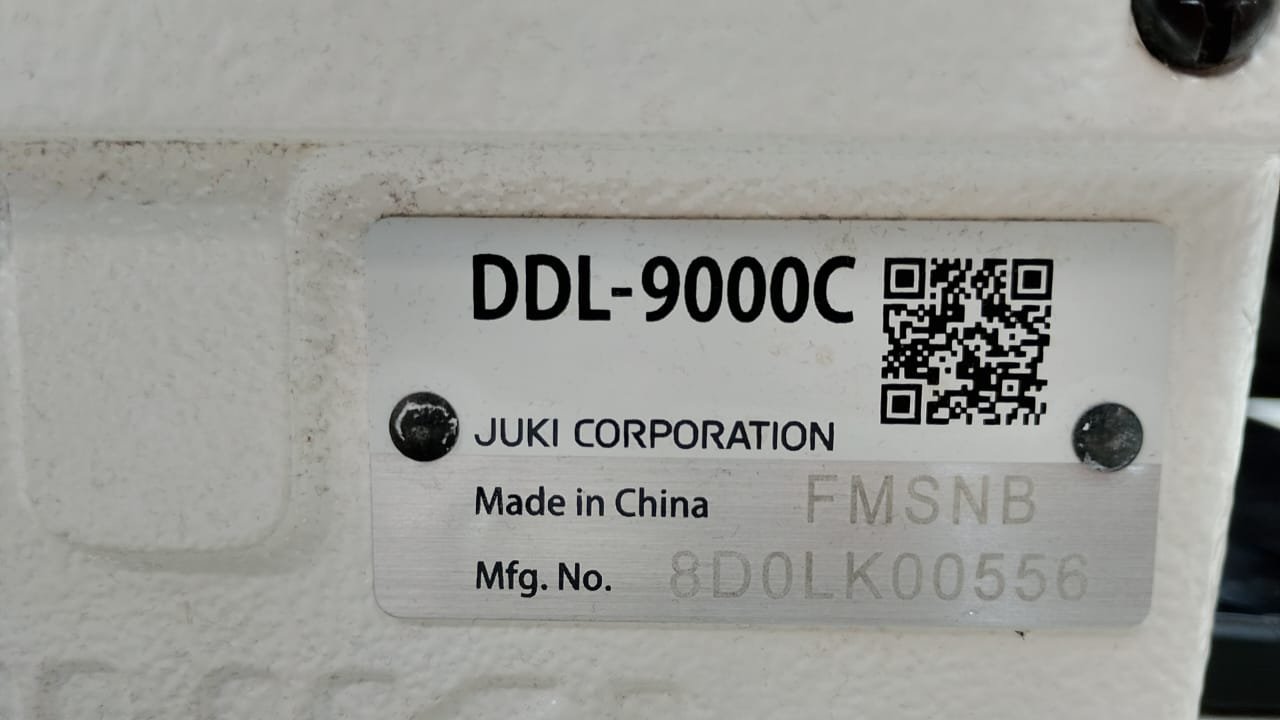 DDL-9000C
JUKI CORPORATION
Made in China FMSNB
Mfg. No. 8D0LK00556